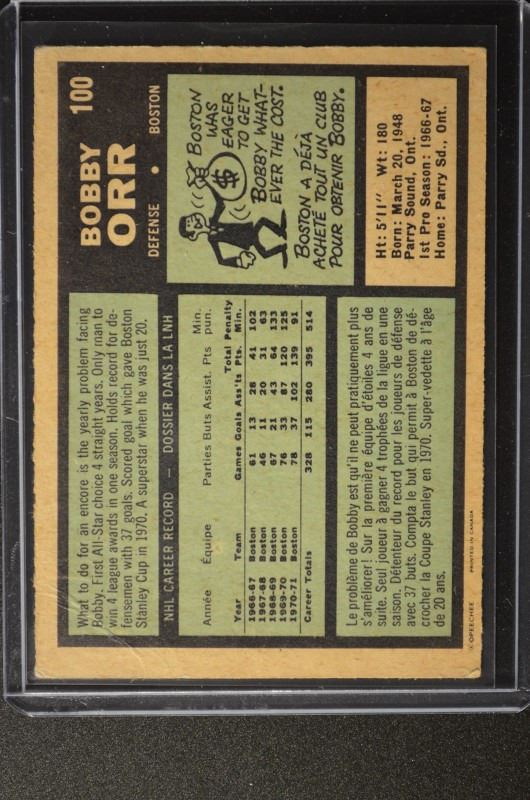 100
BOBBY
ORR
DEFENSE • BOSTON
BOSTON
WAS
EAGER
TO GET
BOBBY WHAT-
EVER THE COST.
BOSTON A DÉJÀ
ACHETÉ TOUT UN CLUB
POUR OBTENIR BOBBY.
$
Ht: 5'11" Wt: 180
Born: March 20, 1948
Parry Sound, Ont.
1st Pro Season: 1966-67
Home: Parry Sd., Ont.
What to do for an encore is the yearly problem facing
Bobby. First All-Star choice 4 straight years. Only man to
win 4 league awards in one season. Holds record for de-
fensemen with 37 goals. Scored goal which gave Boston
Stanley Cup in 1970. A superstar when he was just 20.
NHL CAREER RECORD — DOSSIER DANS LA LNH
Année Équipe Parties Buts Assist. Pts Min. pun.
Year Team Games Goals Ass'ts Total Pts. Penalty Min.
1966-67 Boston 61 13 28 41 102
1967-68 Boston 46 11 20 31 63
1968-69 Boston 67 21 43 64 133
1969-70 Boston 76 33 87 120 125
1970-71 Boston 78 37 102 139 91
Career Totals 328 115 280 395 514
Le problème de Bobby est qu'il ne peut pratiquement plus
s'améliorer! Sur la première équipe d'étoiles 4 ans de
suite. Seul joueur à gagner 4 trophées de la ligue en une
saison. Détenteur du record pour les joueurs de défense
avec 37 buts. Compta le but qui permit à Boston de dé-
crocher la Coupe Stanley en 1970. Super-vedette à l'âge
de 20 ans.
© OPEECHEE PRINTED IN CANADA